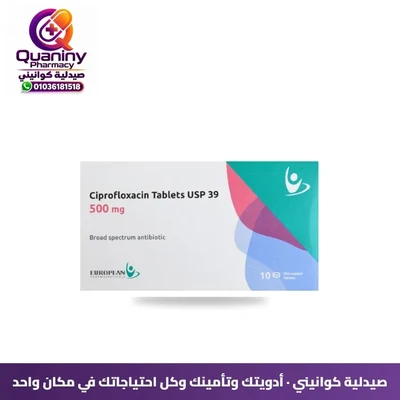 Quaniny
Pharmacy
صيدلية كوانيني
01036181518
Ciprofloxacin Tablets USP 39
500 mg
Broad spectrum antibiotic
EUROPEAN
10
صيدلية كوانيني · أدويتك وتأمينك وكل احتياجاتك في مكان واحد